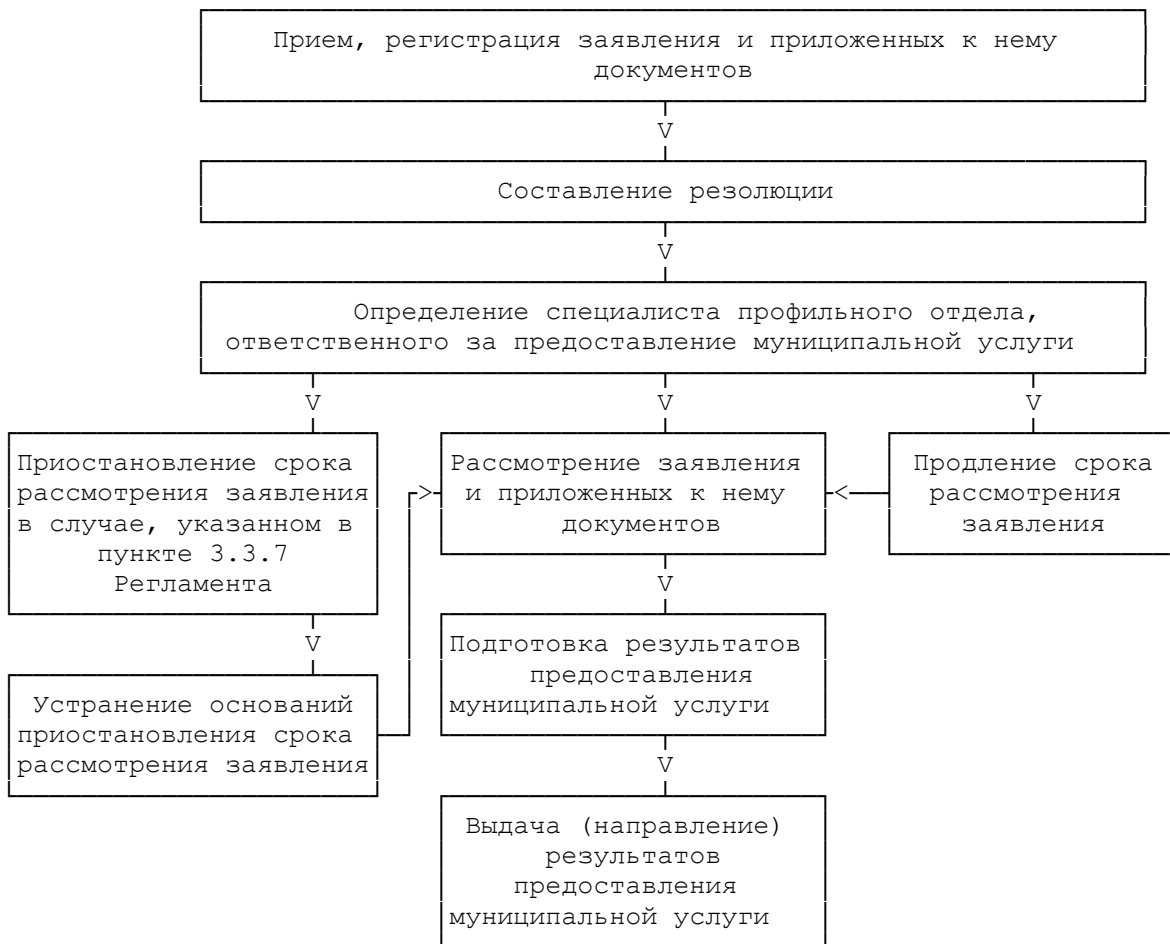 Прием, регистрация заявления и приложенных к нему
документов
V
Составление резолюции
V
Определение специалиста профильного отдела,
ответственного за предоставление муниципальной услуги
V
V
V
Приостановление срока
рассмотрения заявления
в случае, указанном в
пункте 3.3.7
Регламента
>
Рассмотрение заявления
и приложенных к нему
документов
<
Продление срока
рассмотрения
заявления
V
V
Устранение оснований
приостановления срока
рассмотрения заявления
Подготовка результатов
предоставления
муниципальной услуги
V
Выдача (направление)
результатов
предоставления
муниципальной услуги